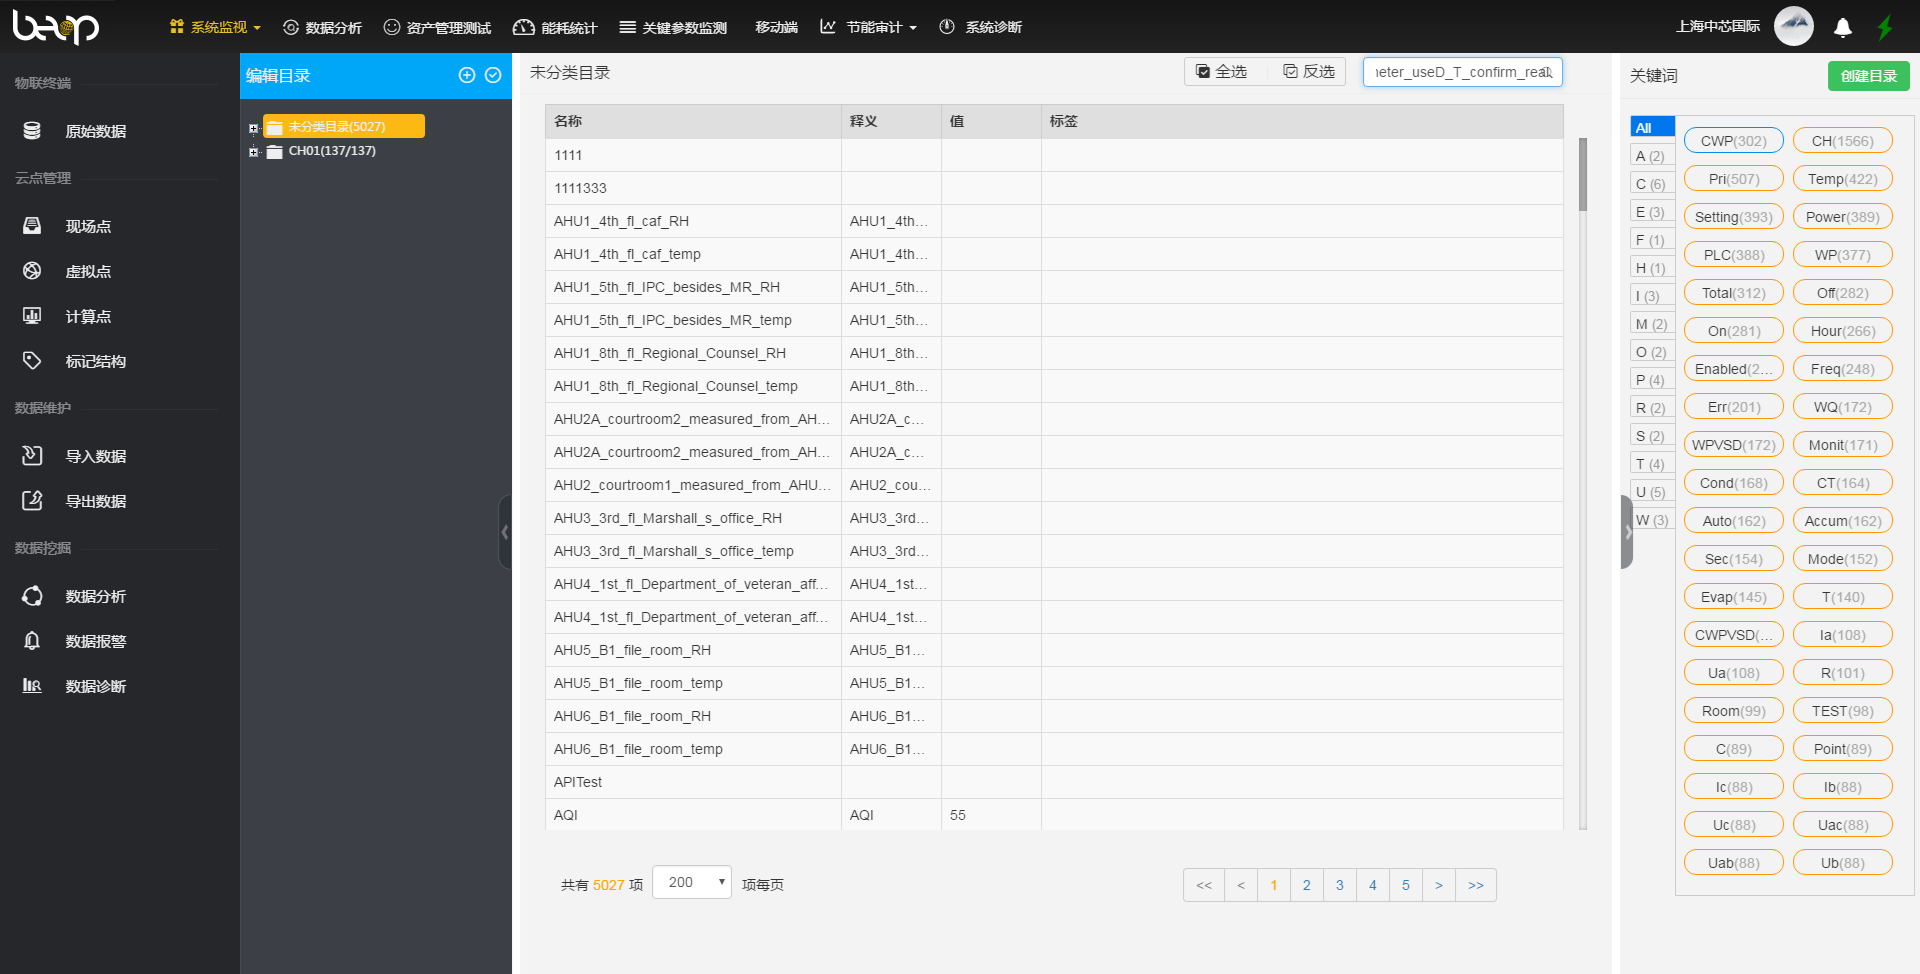 beop
系统监视
数据分析
资产管理测试
能耗统计
关键参数监测
移动端
节能审计
系统诊断
上海中芯国际
物联终端
原始数据
云点管理
现场点
虚拟点
计算点
标记结构
数据维护
导入数据
导出数据
数据挖掘
数据分析
数据报警
数据诊断
编辑目录
未分类目录(5027)
CH01(137/137)
未分类目录
全选
反选
eter_useD_T_confirm_rea
名称 释义 值 标签
1111
1111333
AHU1_4th_fl_caf_RH AHU1_4th...
AHU1_4th_fl_caf_temp AHU1_4th...
AHU1_5th_fl_IPC_besides_MR_RH AHU1_5th...
AHU1_5th_fl_IPC_besides_MR_temp AHU1_5th...
AHU1_8th_fl_Regional_Counsel_RH AHU1_8th...
AHU1_8th_fl_Regional_Counsel_temp AHU1_8th...
AHU2A_courtroom2_measured_from_AH... AHU2A_c...
AHU2A_courtroom2_measured_from_AH... AHU2A_c...
AHU2_courtroom1_measured_from_AHU... AHU2_cou...
AHU3_3rd_fl_Marshall_s_office_RH AHU3_3rd...
AHU3_3rd_fl_Marshall_s_office_temp AHU3_3rd...
AHU4_1st_fl_Department_of_veteran_aff... AHU4_1st...
AHU4_1st_fl_Department_of_veteran_aff... AHU4_1st...
AHU5_B1_file_room_RH AHU5_B1...
AHU5_B1_file_room_temp AHU5_B1...
AHU6_B1_file_room_RH AHU6_B1...
AHU6_B1_file_room_temp AHU6_B1...
APITest
AQI AQI 55
共有 5027 项 200 项每页
<< < 1 2 3 4 5 > >>
关键词
创建目录
All
A (2)
C (6)
E (3)
F (1)
H (1)
I (3)
M (2)
O (2)
P (4)
R (2)
S (2)
T (4)
U (5)
W (3)
CWP(302) CH(1566)
Pri(507) Temp(422)
Setting(393) Power(389)
PLC(388) WP(377)
Total(312) Off(282)
On(281) Hour(266)
Enabled(2... Freq(248)
Err(201) WQ(172)
WPVSD(172) Monit(171)
Cond(168) CT(164)
Auto(162) Accum(162)
Sec(154) Mode(152)
Evap(145) T(140)
CWPVSD(... Ia(108)
Ua(108) R(101)
Room(99) TEST(98)
C(89) Point(89)
Ic(88) Ib(88)
Uc(88) Uac(88)
Uab(88) Ub(88)